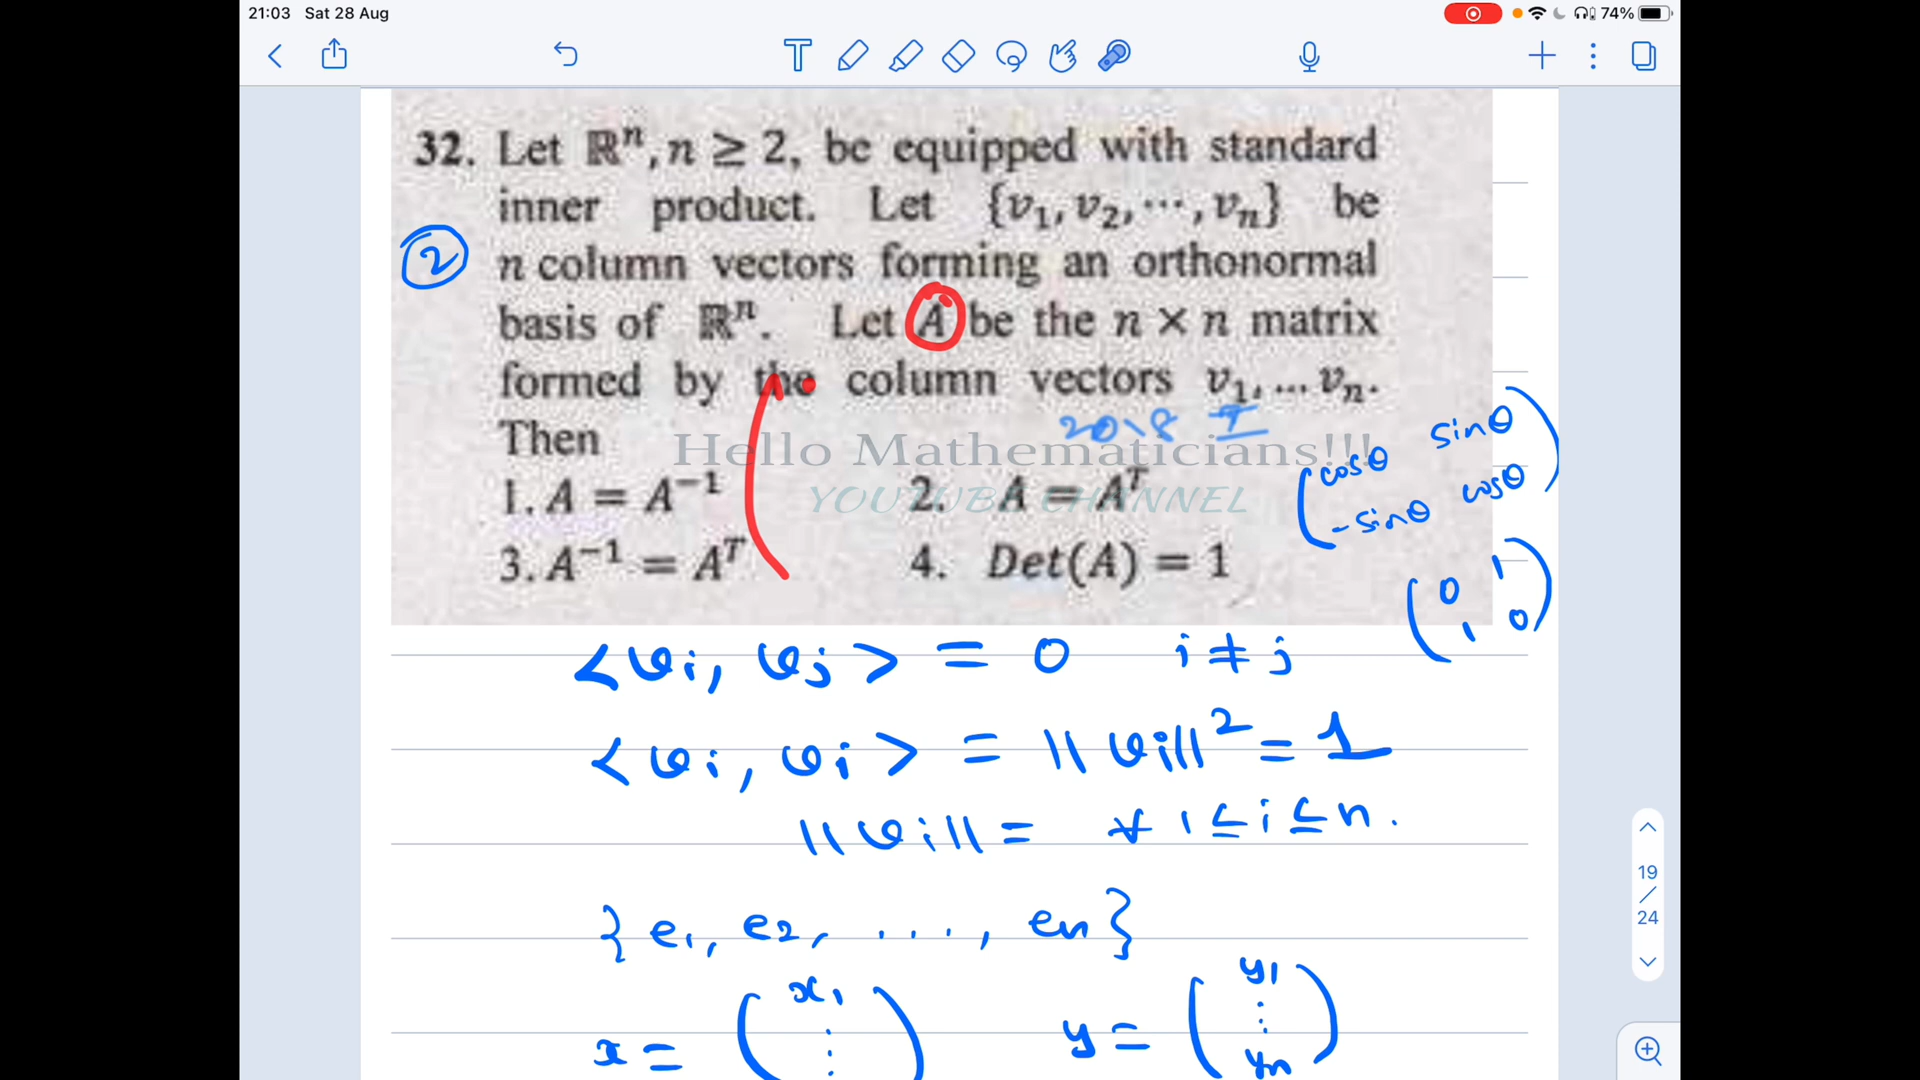 21:03 Sat 28 Aug
74%
32. Let ℝⁿ, n ≥ 2, be equipped with standard
inner product. Let {v₁, v₂, ⋯, vₙ} be
② n column vectors forming an orthonormal
basis of ℝⁿ. Let A be the n × n matrix
formed by the column vectors v₁, … vₙ.
2018 I
Then
Hello Mathematicians!!!
YOUTUBE CHANNEL
1. A = A⁻¹ 2. A = Aᵀ
3. A⁻¹ = Aᵀ 4. Det(A) = 1
cosθ sinθ
-sinθ cosθ
0 1
1 0
<vi, vj> = 0 i ≠ j
<vi, vi> = ||vi||² = 1
||vi|| = ∀ 1 ≤ i ≤ n.
{e₁, e₂, ...., en}
x = (x₁ ⋮ y = (y₁ ⋮ yn)
19
/
24